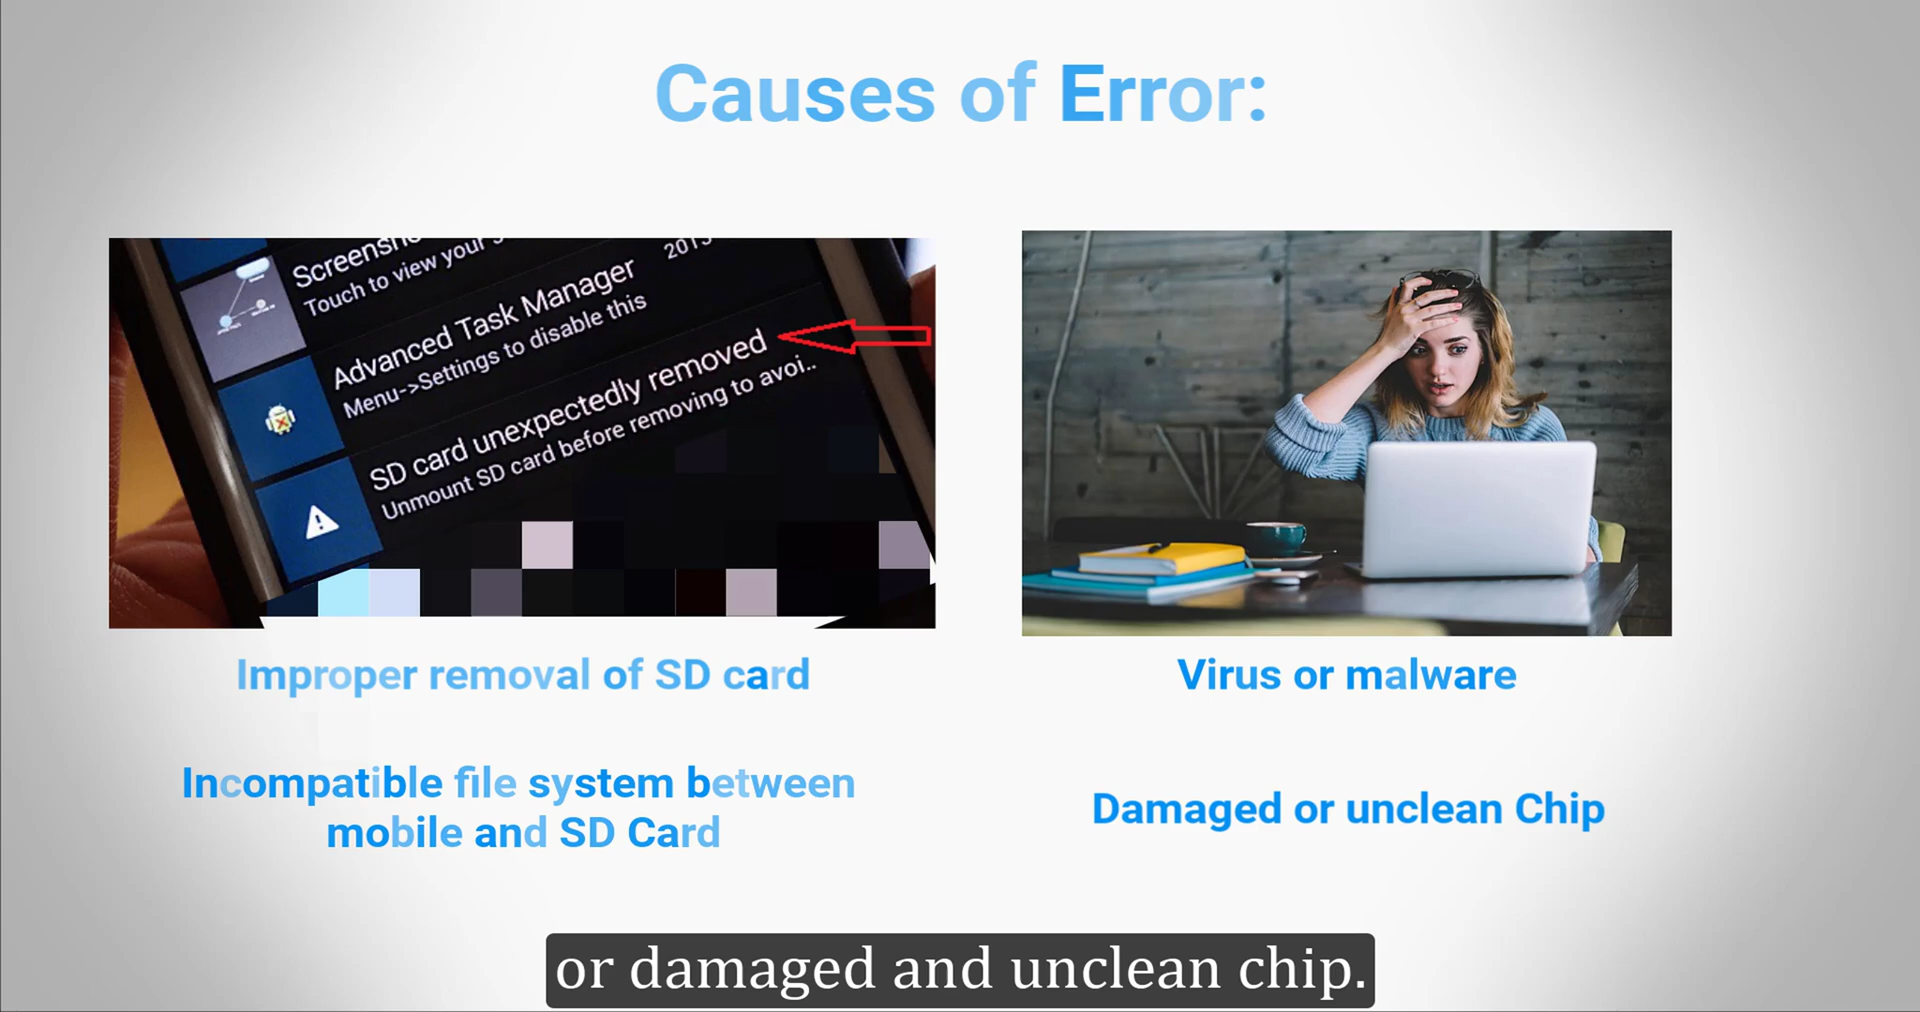 Causes of Error:
Screensh
Touch to view your
2013
Advanced Task Manager
Menu->Settings to disable this
SD card unexpectedly removed
Unmount SD card before removing to avoi..
Improper removal of SD card
Virus or malware
Incompatible file system between
mobile and SD Card
Damaged or unclean Chip
or damaged and unclean chip.